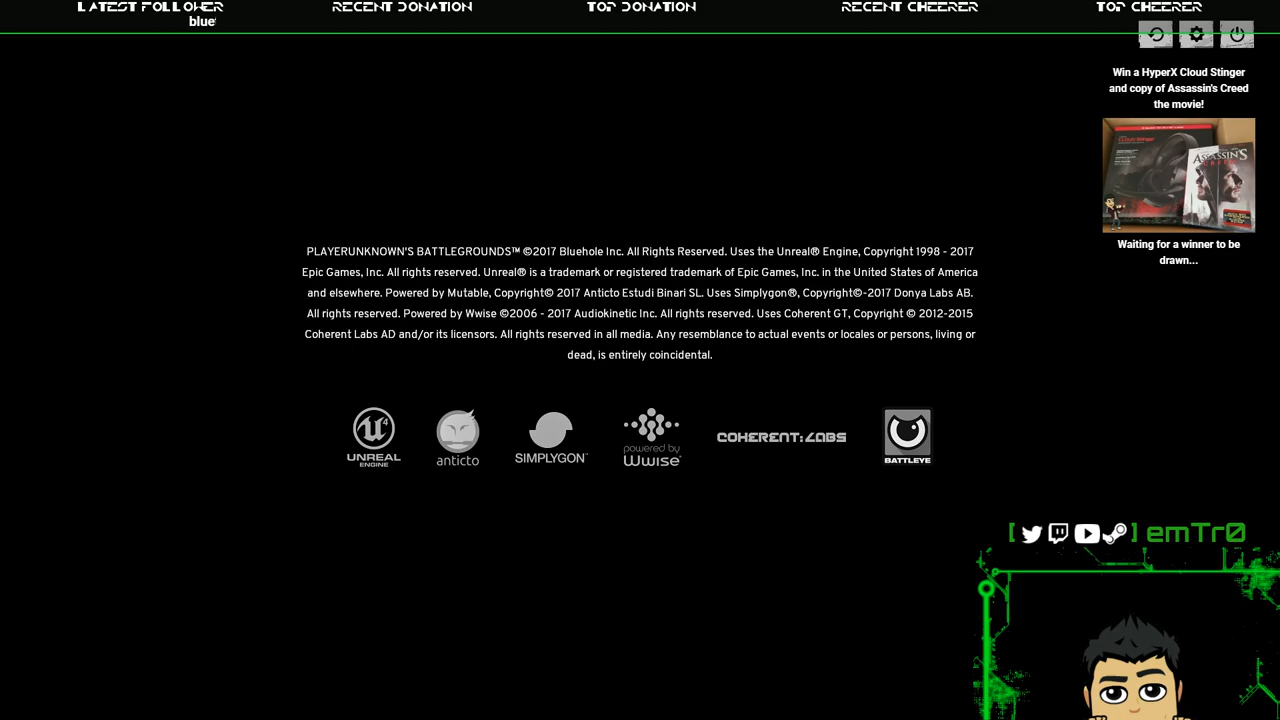 LATEST FOLLOWER
RECENT DONATION
TOP DONATION
RECENT CHEERER
TOP CHEERER
blue
Win a HyperX Cloud Stinger
and copy of Assassin's Creed
the movie!
ASSASSIN'S
CREED
Waiting for a winner to be
drawn...
PLAYERUNKNOWN'S BATTLEGROUNDS™ ©2017 Bluehole Inc. All Rights Reserved. Uses the Unreal® Engine, Copyright 1998 - 2017
Epic Games, Inc. All rights reserved. Unreal® is a trademark or registered trademark of Epic Games, Inc. in the United States of America
and elsewhere. Powered by Mutable, Copyright© 2017 Anticto Estudi Binari SL. Uses Simplygon®, Copyright©-2017 Donya Labs AB.
All rights reserved. Powered by Wwise ©2006 - 2017 Audiokinetic Inc. All rights reserved. Uses Coherent GT, Copyright © 2012-2015
Coherent Labs AD and/or its licensors. All rights reserved in all media. Any resemblance to actual events or locales or persons, living or
dead, is entirely coincidental.
UNREAL
ENGINE
anticto
SIMPLYGON™
powered by
Wwise
COHERENT:LABS
BATTLEYE
[ ] emTr0